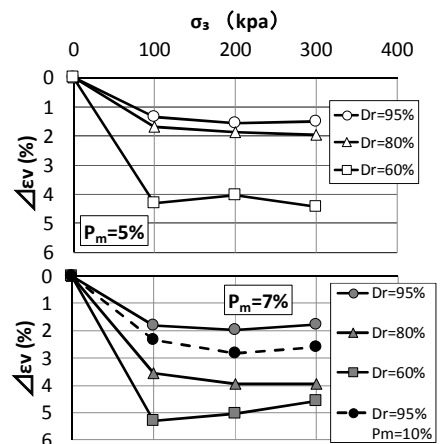 σ₃ （kpa）
0 100 200 300 400
0
1
2
3
4
5
6
⊿εv (%)
Dr=95%
Dr=80%
Dr=60%
Pm=5%
0
1
2
3
4
5
6
⊿εv (%)
Pm=7%
Dr=95%
Dr=80%
Dr=60%
Dr=95%
Pm=10%